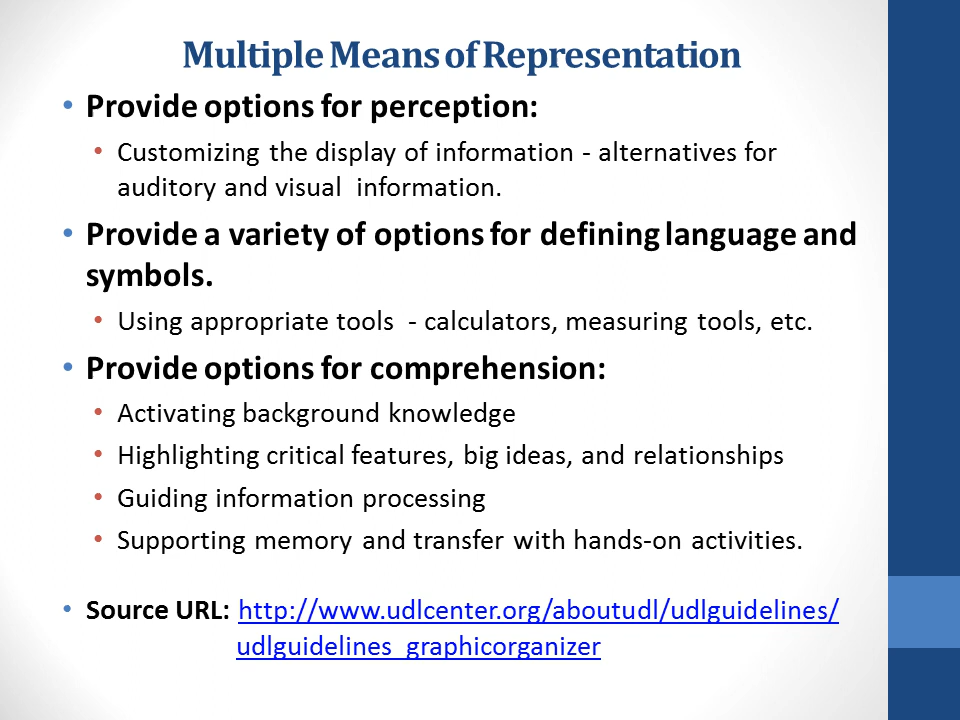 Multiple Means of Representation
• Provide options for perception:
• Customizing the display of information - alternatives for
auditory and visual information.
• Provide a variety of options for defining language and
symbols.
• Using appropriate tools - calculators, measuring tools, etc.
• Provide options for comprehension:
• Activating background knowledge
• Highlighting critical features, big ideas, and relationships
• Guiding information processing
• Supporting memory and transfer with hands-on activities.
• Source URL: http://www.udlcenter.org/aboutudl/udlguidelines/
udlguidelines_graphicorganizer